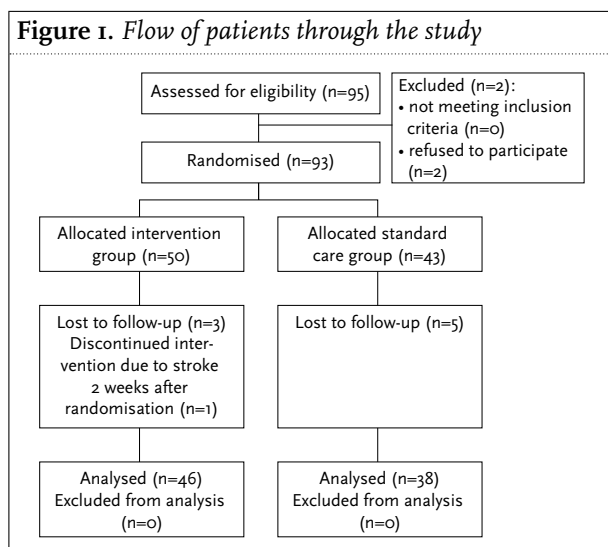 Figure 1. Flow of patients through the study
Assessed for eligibility (n=95)
Excluded (n=2):
• not meeting inclusion
criteria (n=0)
• refused to participate
(n=2)
Randomised (n=93)
Allocated intervention
group (n=50)
Allocated standard
care group (n=43)
Lost to follow-up (n=3)
Discontinued inter-
vention due to stroke
2 weeks after
randomisation (n=1)
Lost to follow-up (n=5)
Analysed (n=46)
Excluded from analysis
(n=0)
Analysed (n=38)
Excluded from analysis
(n=0)